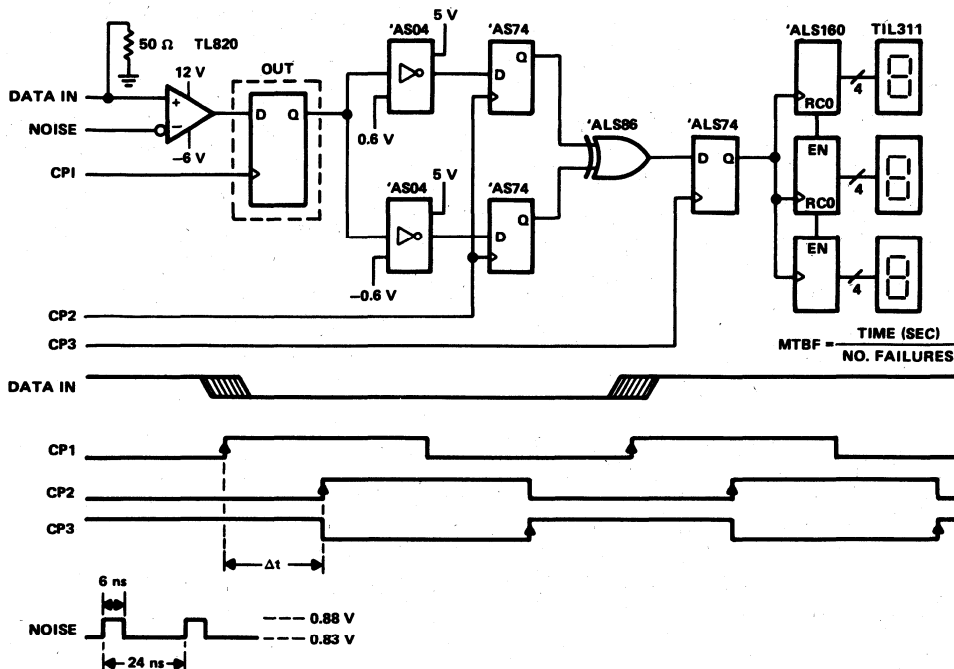 50 Ω TL820
'AS04
5 V
'AS74
'ALS160
TIL311
OUT
12 V
DATA IN
+
D
Q
D
Q
4
RCO
NOISE
−
0.6 V
'ALS86
'ALS74
EN
−6 V
5 V
CPI
'AS04
'AS74
D
Q
4
RCO
Q
D
EN
−0.6 V
4
CP2
CP3
MTBF = TIME (SEC)
NO. FAILURES
DATA IN
CP1
CP2
CP3
Δt
6 ns
0.88 V
NOISE
0.83 V
24 ns